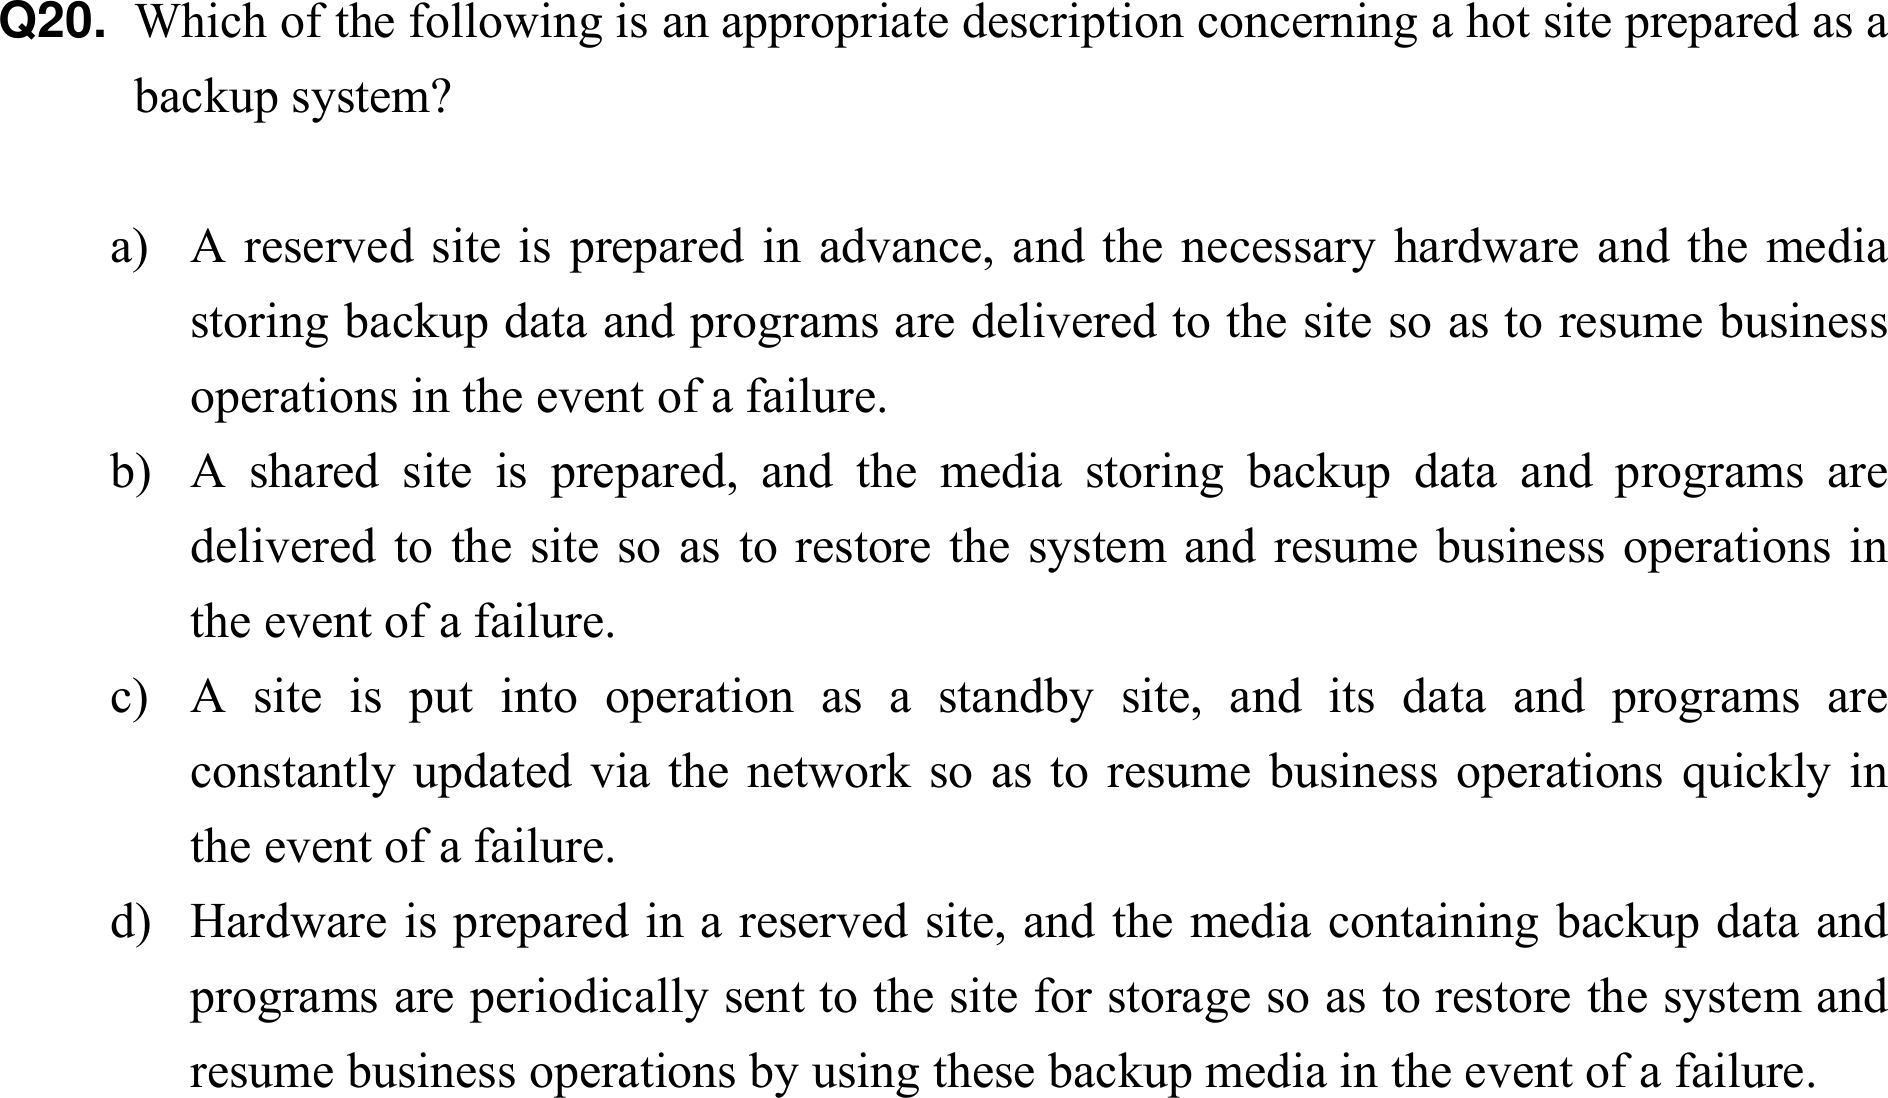 Q20. Which of the following is an appropriate description concerning a hot site prepared as a
backup system?
a) A reserved site is prepared in advance, and the necessary hardware and the media
storing backup data and programs are delivered to the site so as to resume business
operations in the event of a failure.
b) A shared site is prepared, and the media storing backup data and programs are
delivered to the site so as to restore the system and resume business operations in
the event of a failure.
c) A site is put into operation as a standby site, and its data and programs are
constantly updated via the network so as to resume business operations quickly in
the event of a failure.
d) Hardware is prepared in a reserved site, and the media containing backup data and
programs are periodically sent to the site for storage so as to restore the system and
resume business operations by using these backup media in the event of a failure.